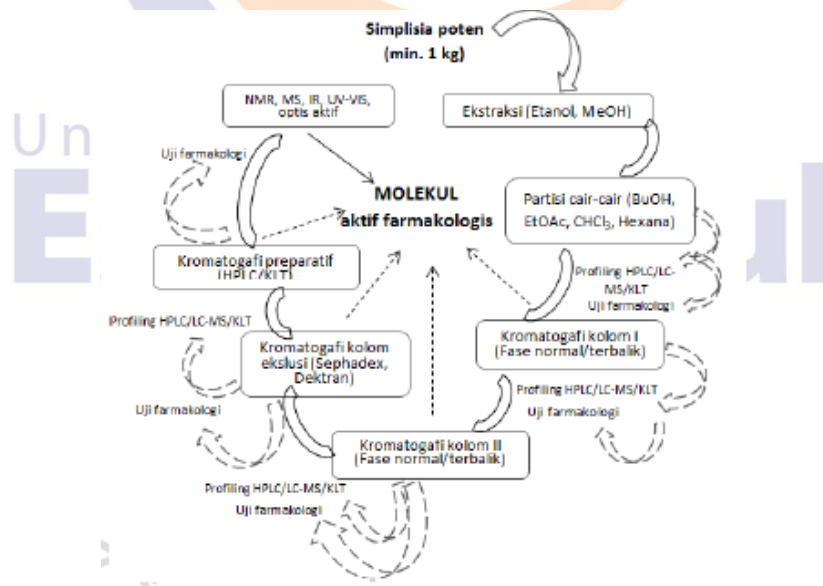 Simplisia poten
(min. 1 kg)
NMR, MS, IR, UV-VIS,
optis aktif
Ekstraksi (Etanol, MeOH)
Un
Uji farmakologi
MOLEKUL
aktif farmakologis
Partisi cair-cair (BuOH,
EtOAc, CHCl₃, Hexana)
E
ul
Kromatogafi preparatif
(HPLC/KLT)
Profiling HPLC/LC-
MS/KLT
Uji farmakologi
Profiling HPLC/LC-MS/KLT
Kromatogafi kolom
ekslusi (Sephadex,
Dektran)
Kromatogafi kolom I
(Fase normal/terbalik)
Profiling HPLC/LC-MS/KLT
Uji farmakologi
Uji farmakologi
Kromatogafi kolom III
(Fase normal/terbalik)
Profiling HPLC/LC-MS/KLT
Uji farmakologi